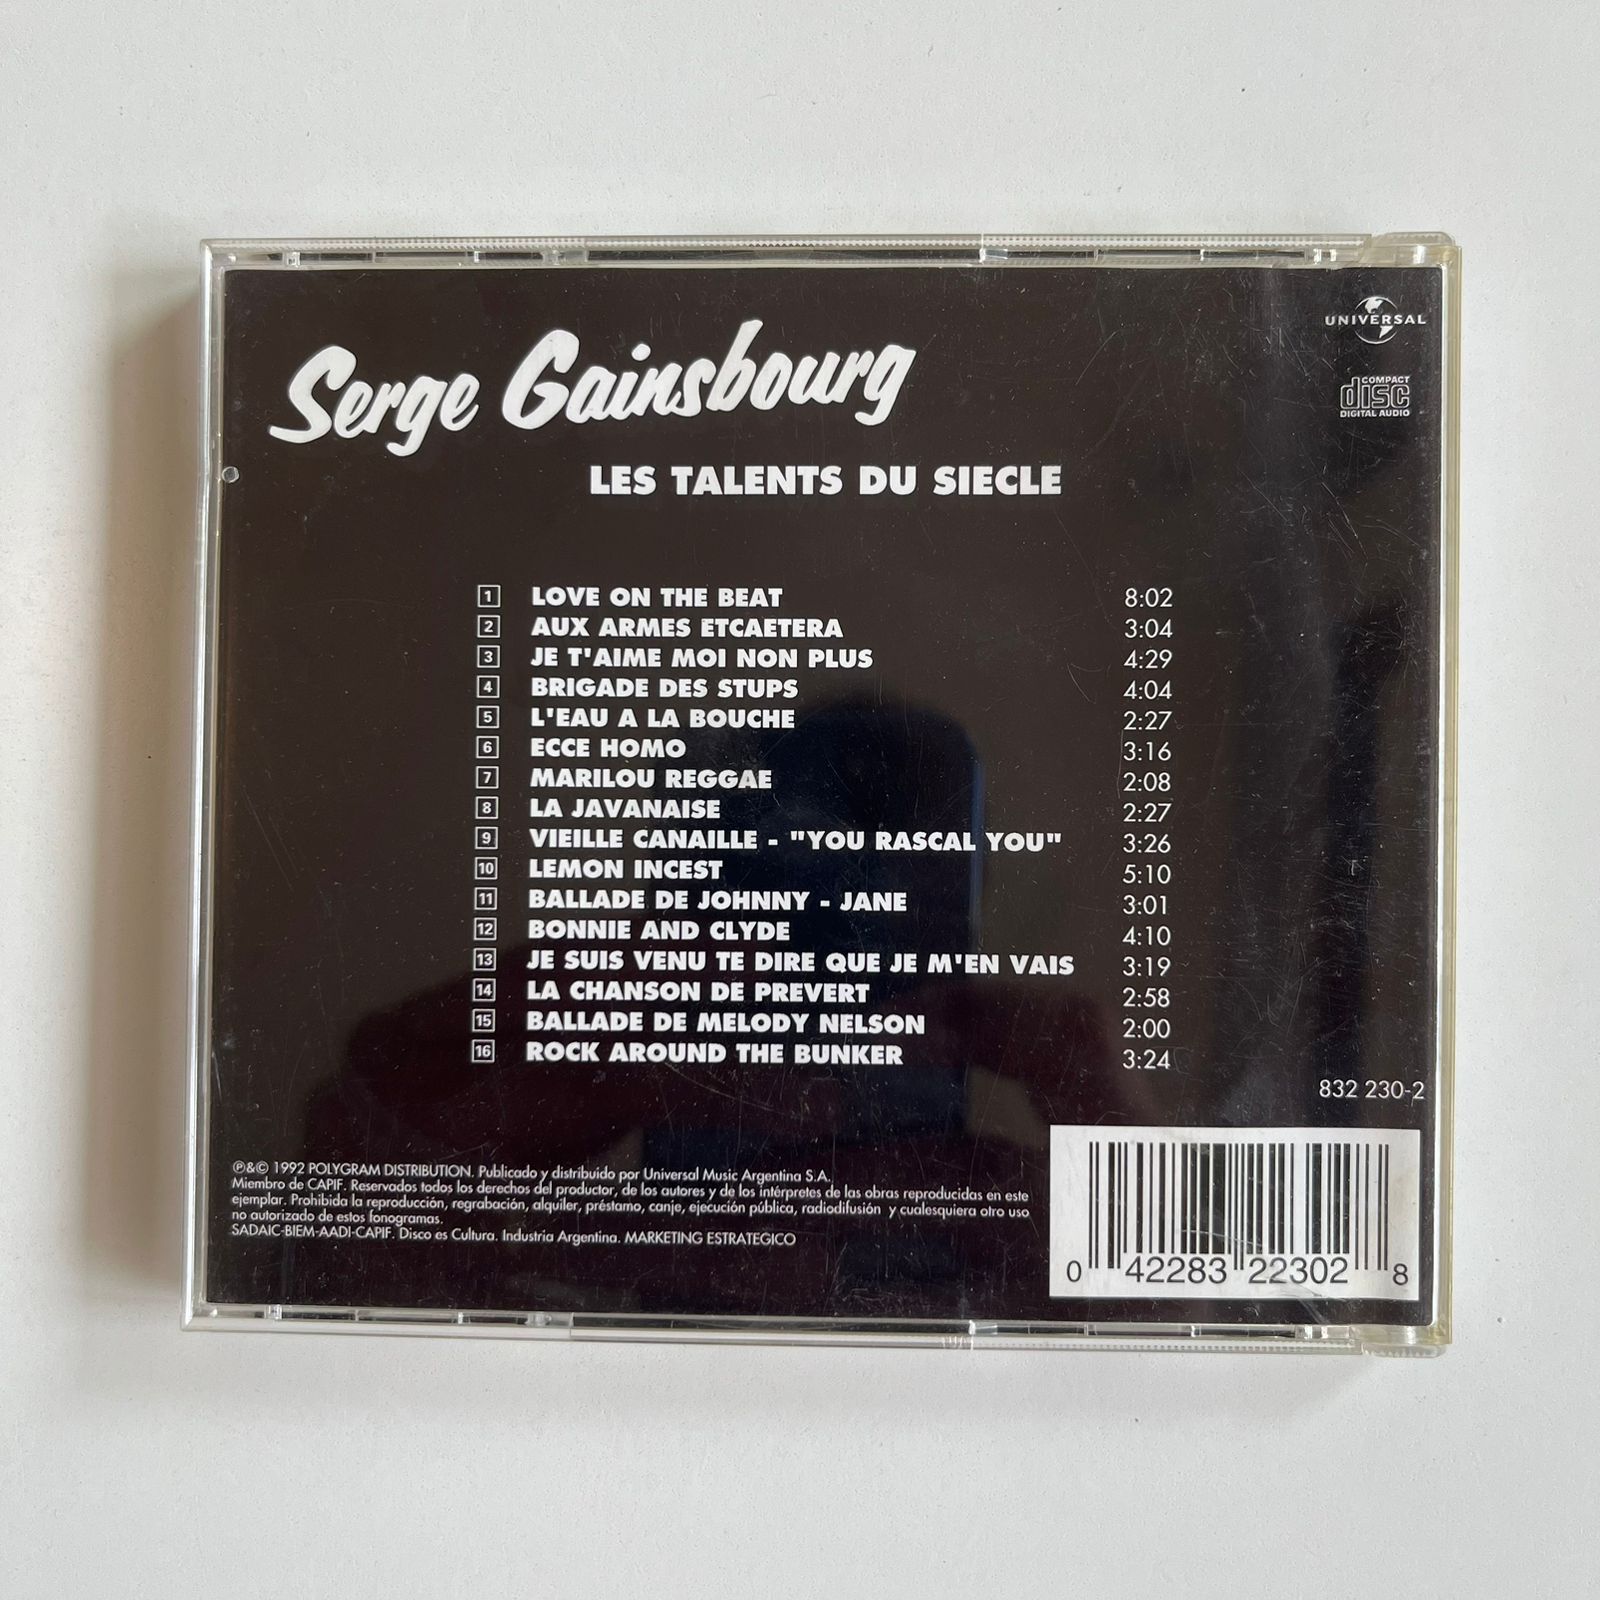 UNIVERSAL
COMPACT
disc
DIGITAL AUDIO
Serge Gainsbourg
LES TALENTS DU SIECLE
1 LOVE ON THE BEAT 8:02
2 AUX ARMES ETCAETERA 3:04
3 JE T'AIME MOI NON PLUS 4:29
4 BRIGADE DES STUPS 4:04
5 L'EAU A LA BOUCHE 2:27
6 ECCE HOMO 3:16
7 MARILOU REGGAE 2:08
8 LA JAVANAISE 2:27
9 VIEILLE CANAILLE - "YOU RASCAL YOU" 3:26
10 LEMON INCEST 5:10
11 BALLADE DE JOHNNY - JANE 3:01
12 BONNIE AND CLYDE 4:10
13 JE SUIS VENU TE DIRE QUE JE M'EN VAIS 3:19
14 LA CHANSON DE PREVERT 2:58
15 BALLADE DE MELODY NELSON 2:00
16 ROCK AROUND THE BUNKER 3:24
832 230-2
℗&© 1992 POLYGRAM DISTRIBUTION. Publicado y distribuido por Universal Music Argentina S.A.
Miembro de CAPIF. Reservados todos los derechos del productor, de los autores y de los intérpretes de las obras reproducidas en este
ejemplar. Prohibida la reproducción, regrabación, alquiler, préstamo, canje, ejecución pública, radiodifusión y cualesquiera otro uso
no autorizado de estos fonogramas.
SADAIC-BIEM-AADI-CAPIF. Disco es Cultura. Industria Argentina. MARKETING ESTRATEGICO
0 42283 22302 8